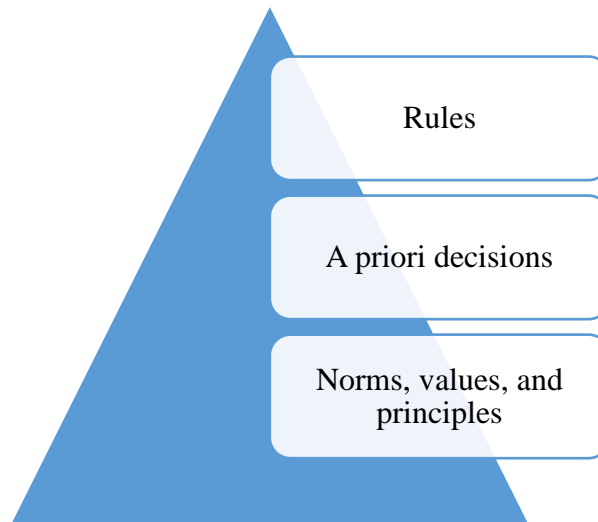 Rules
A priori decisions
Norms, values, and
principles